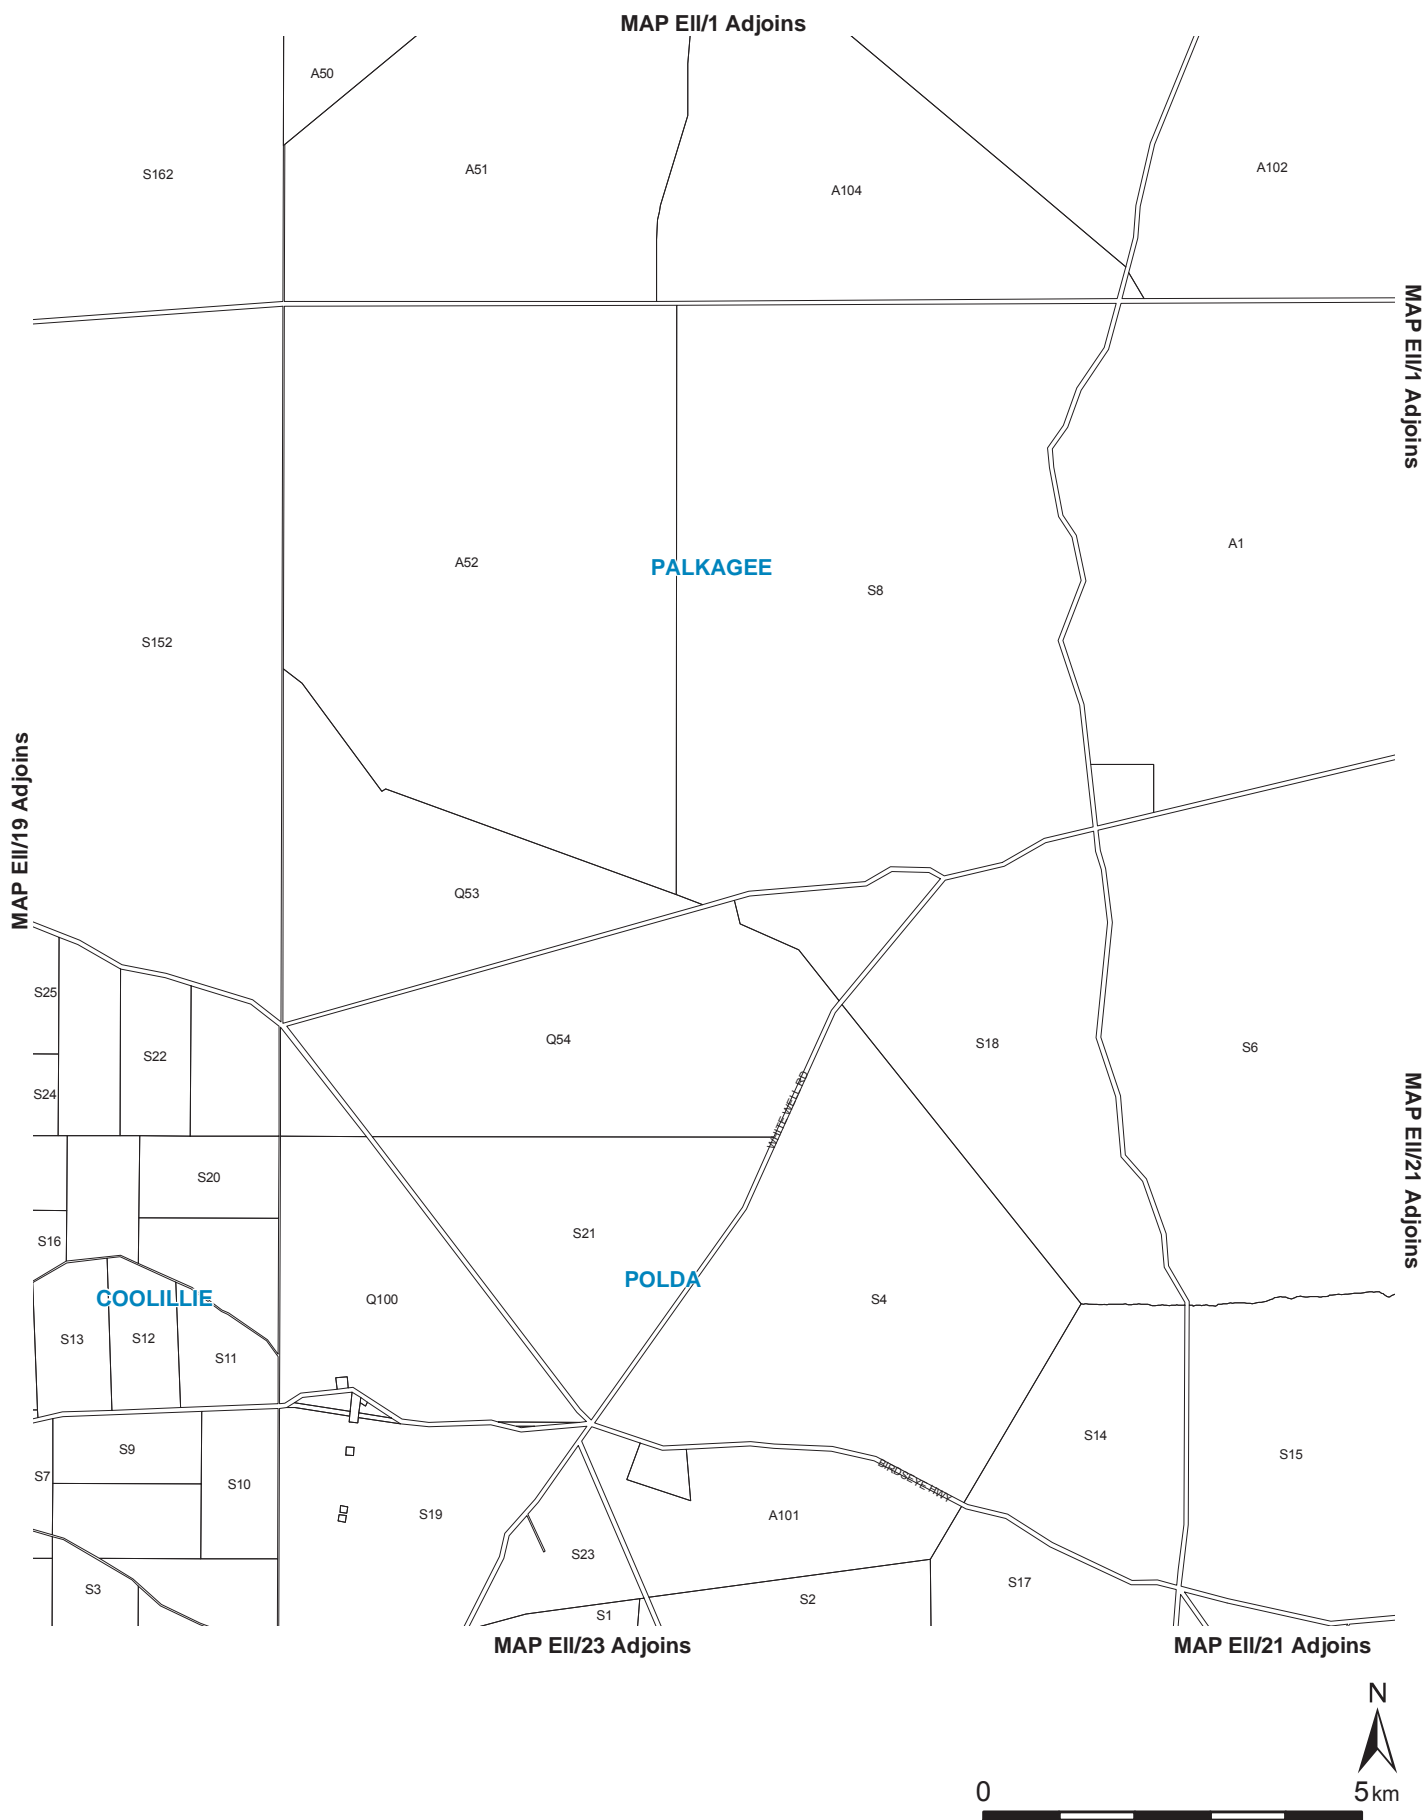 MAP EII/1 Adjoins
A50
A51
S162
A102
A104
MAP EII/1 Adjoins
A1
A52
PALKAGEE
S8
S152
MAP EII/19 Adjoins
Q53
S25
Q54
S18
S6
S22
S24
WHITE WELL RD
MAP EII/21 Adjoins
S20
S21
S16
POLDA
COOLILLIE
Q100
S4
S13
S12
S11
S14
S9
S15
S7
S10
BIRDSEYE HWY
S19
A101
S23
S17
S3
S2
S1
MAP EII/23 Adjoins
MAP EII/21 Adjoins
N
0
5 km